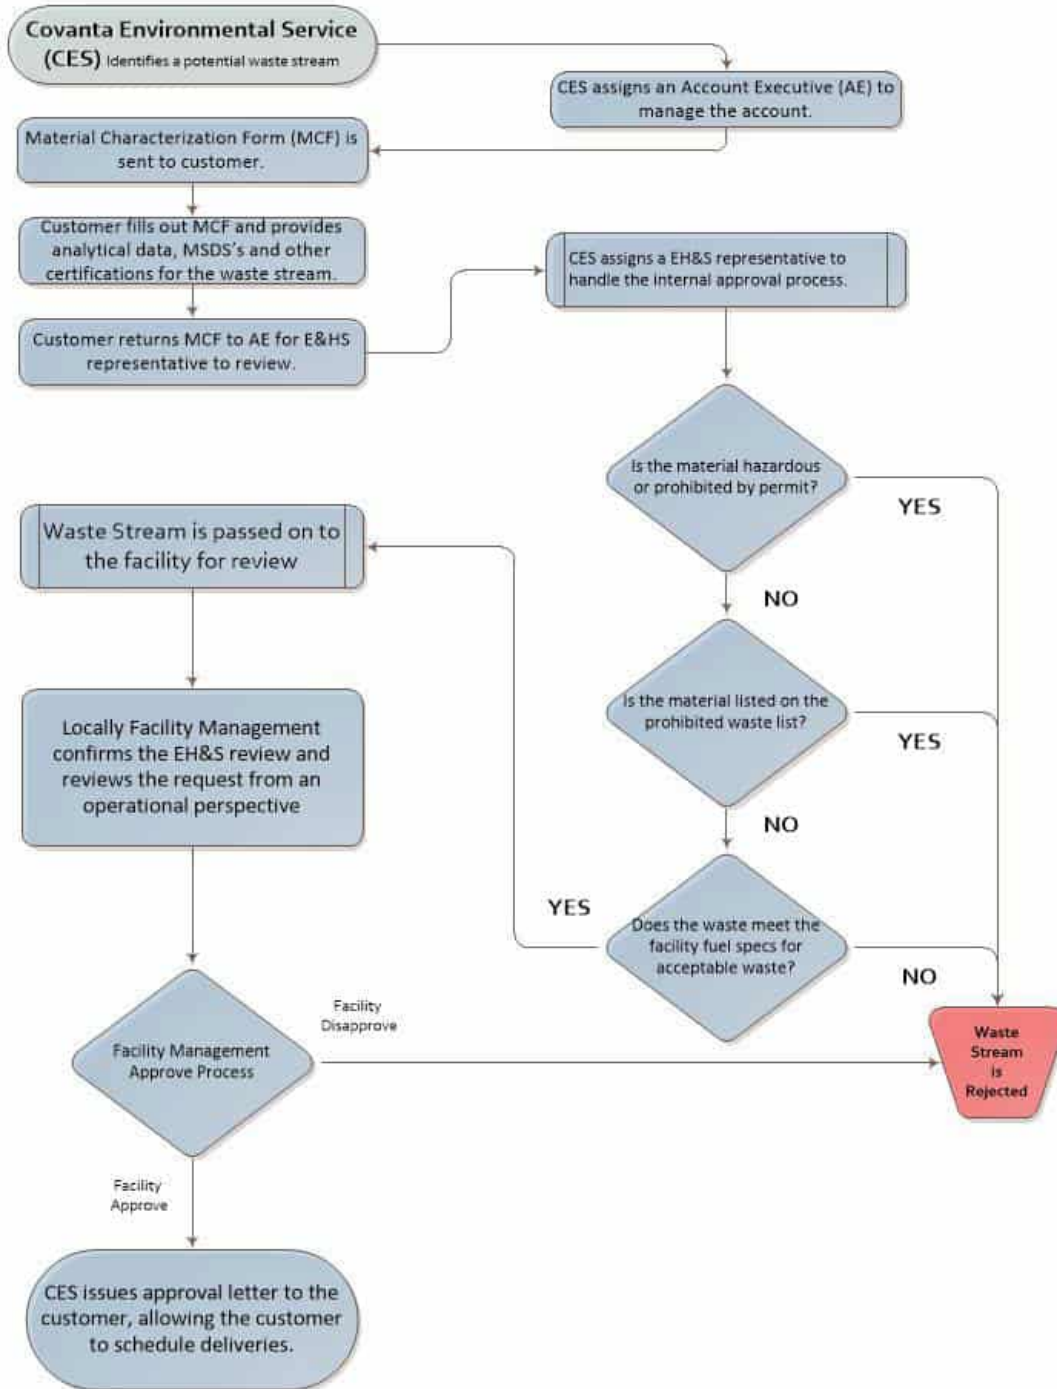 Covanta Environmental Service
(CES) Identifies a potential waste stream
CES assigns an Account Executive (AE) to
manage the account.
Material Characterization Form (MCF) is
sent to customer.
Customer fills out MCF and provides
analytical data, MSDS's and other
certifications for the waste stream.
CES assigns a EH&S representative to
handle the internal approval process.
Customer returns MCF to AE for E&HS
representative to review.
Is the material hazardous
or prohibited by permit?
YES
NO
Waste Stream is passed on to
the facility for review
Is the material listed on the
prohibited waste list?
YES
NO
Locally Facility Management
confirms the EH&S review and
reviews the request from an
operational perspective
Does the waste meet the
facility fuel specs for
acceptable waste?
YES
NO
Facility Management
Approve Process
Facility
Disapprove
Waste
Stream
is
Rejected
Facility
Approve
CES issues approval letter to the
customer, allowing the customer
to schedule deliveries.